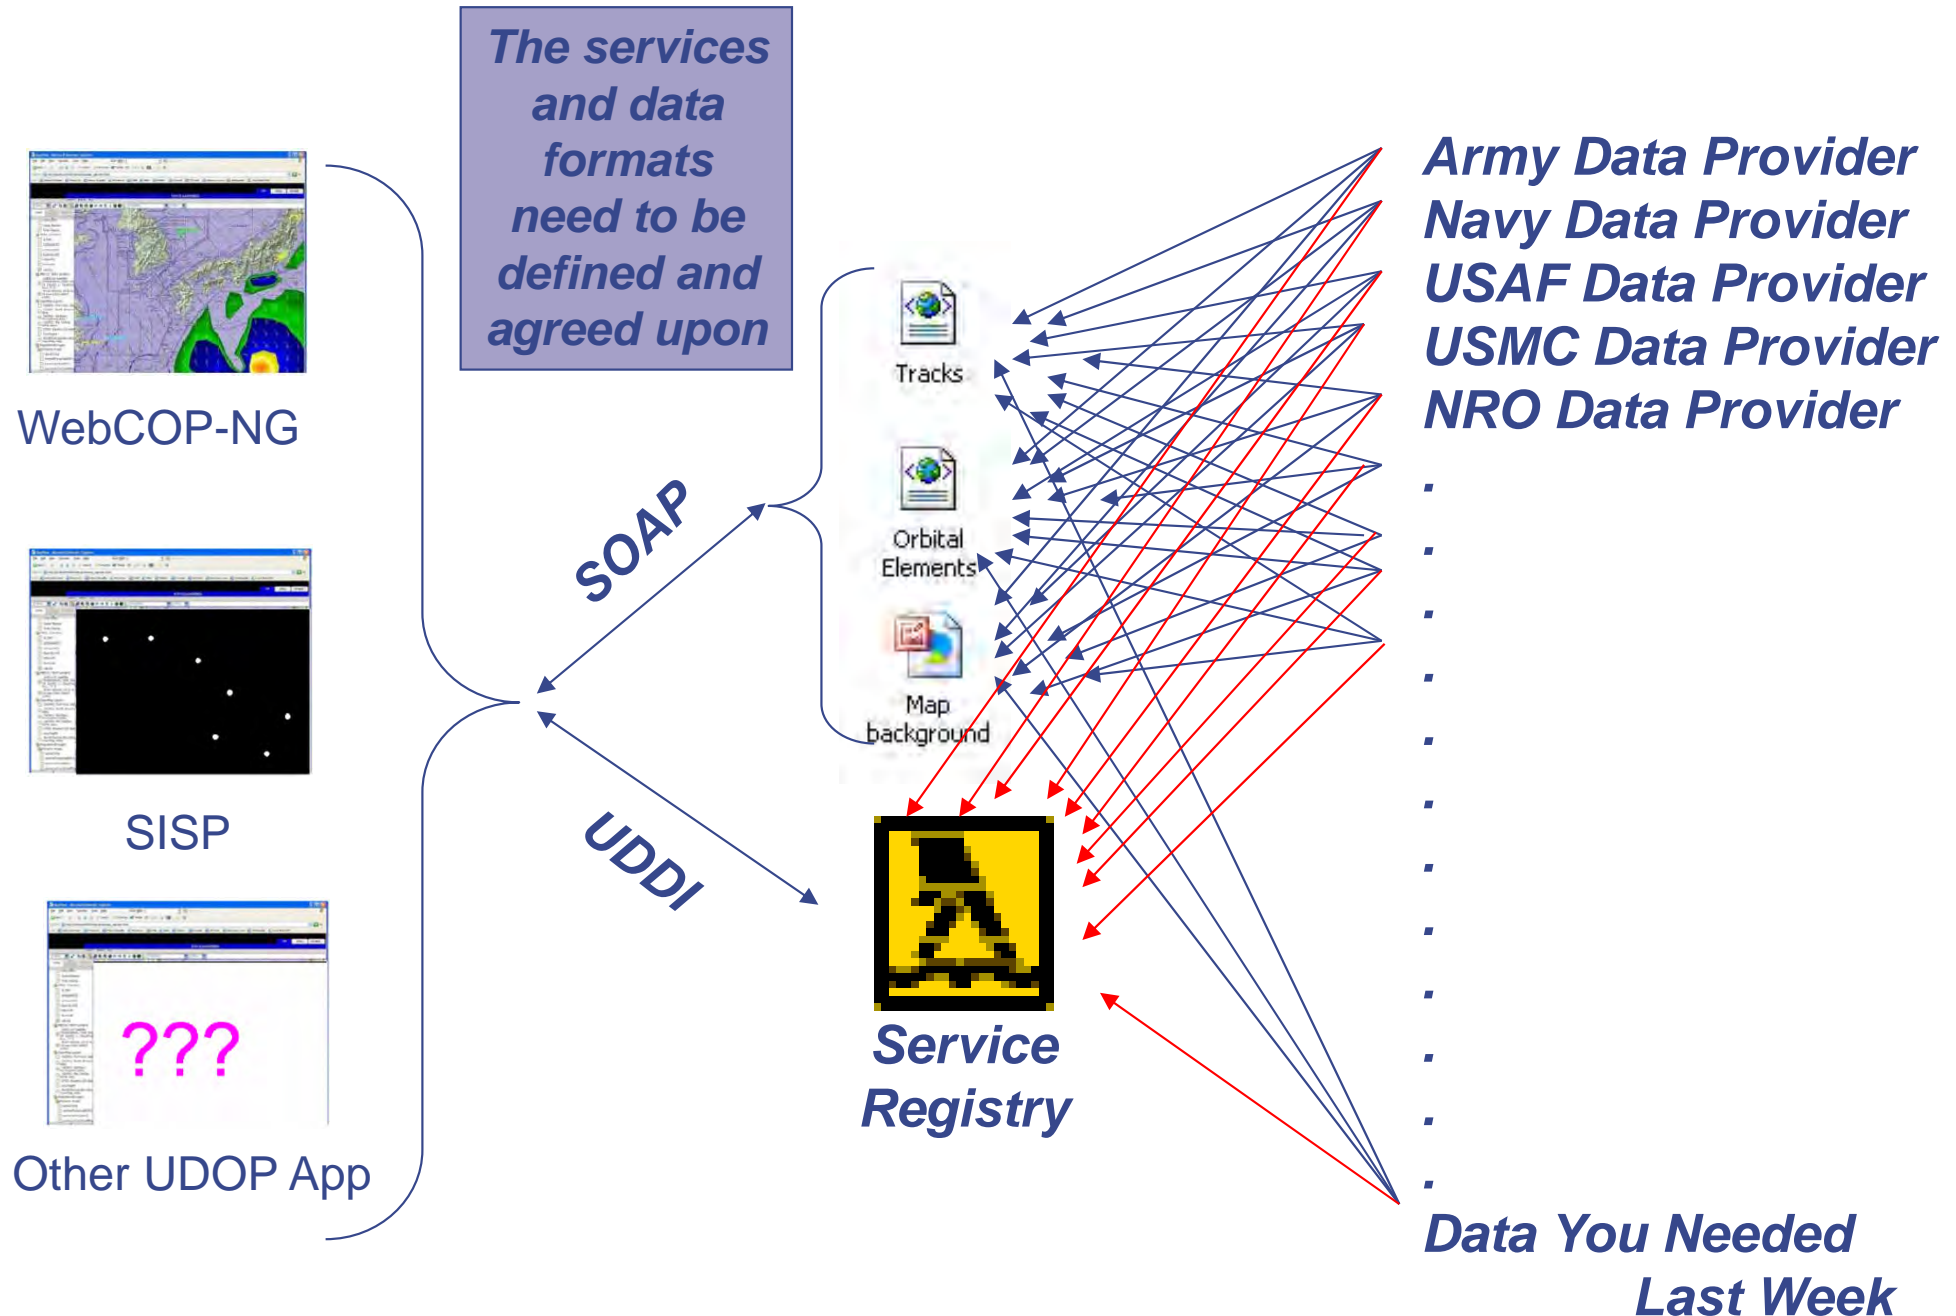 The services
and data
formats
need to be
defined and
agreed upon
WebCOP-NG
SISP
???
Other UDOP App
SOAP
UDDI
Tracks
Orbital
Elements
Map
background
Service
Registry
Army Data Provider
Navy Data Provider
USAF Data Provider
USMC Data Provider
NRO Data Provider
.
.
.
.
.
.
.
.
.
.
.
.
Data You Needed
Last Week